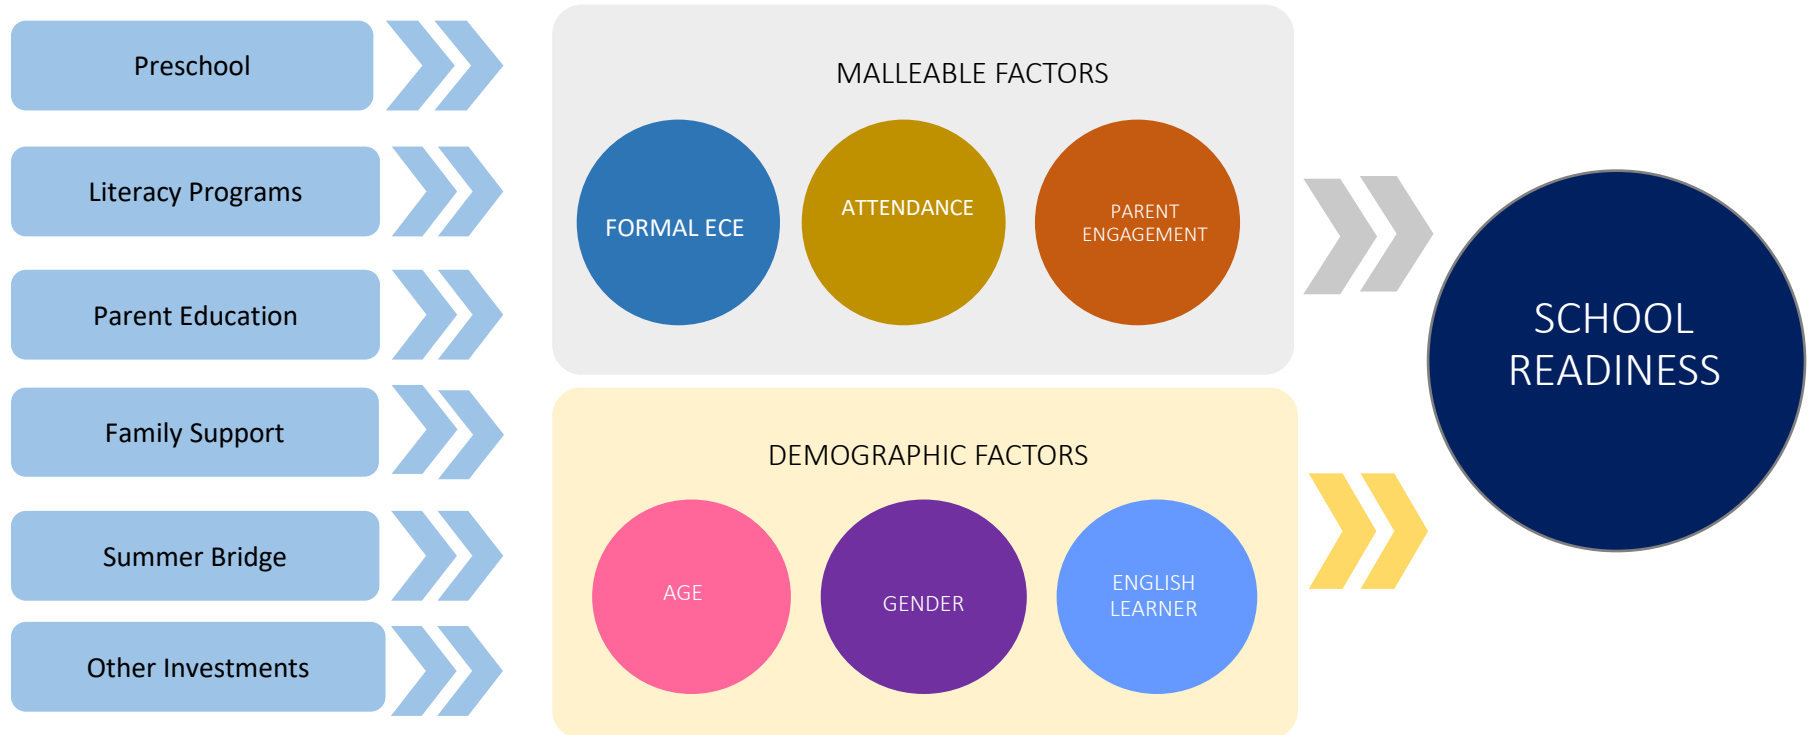 Preschool
Literacy Programs
Parent Education
Family Support
Summer Bridge
Other Investments
MALLEABLE FACTORS
FORMAL ECE
ATTENDANCE
PARENT
ENGAGEMENT
DEMOGRAPHIC FACTORS
AGE
GENDER
ENGLISH
LEARNER
SCHOOL
READINESS